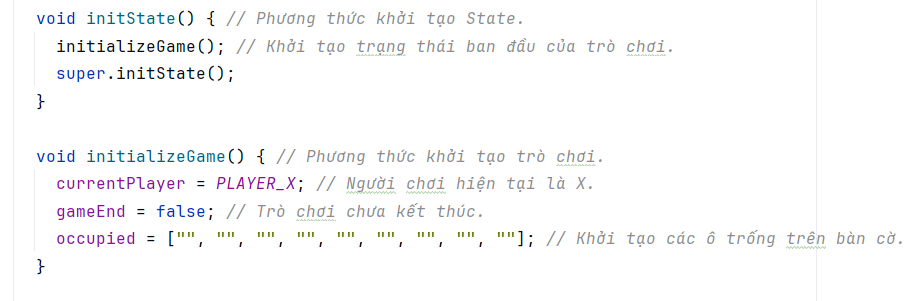 void initState() { // Phương thức khởi tạo State.
initializeGame(); // Khởi tạo trạng thái ban đầu của trò chơi.
super.initState();
}
void initializeGame() { // Phương thức khởi tạo trò chơi.
currentPlayer = PLAYER_X; // Người chơi hiện tại là X.
gameEnd = false; // Trò chơi chưa kết thúc.
occupied = ["", "", "", "", "", "", "", "", ""]; // Khởi tạo các ô trống trên bàn cờ.
}